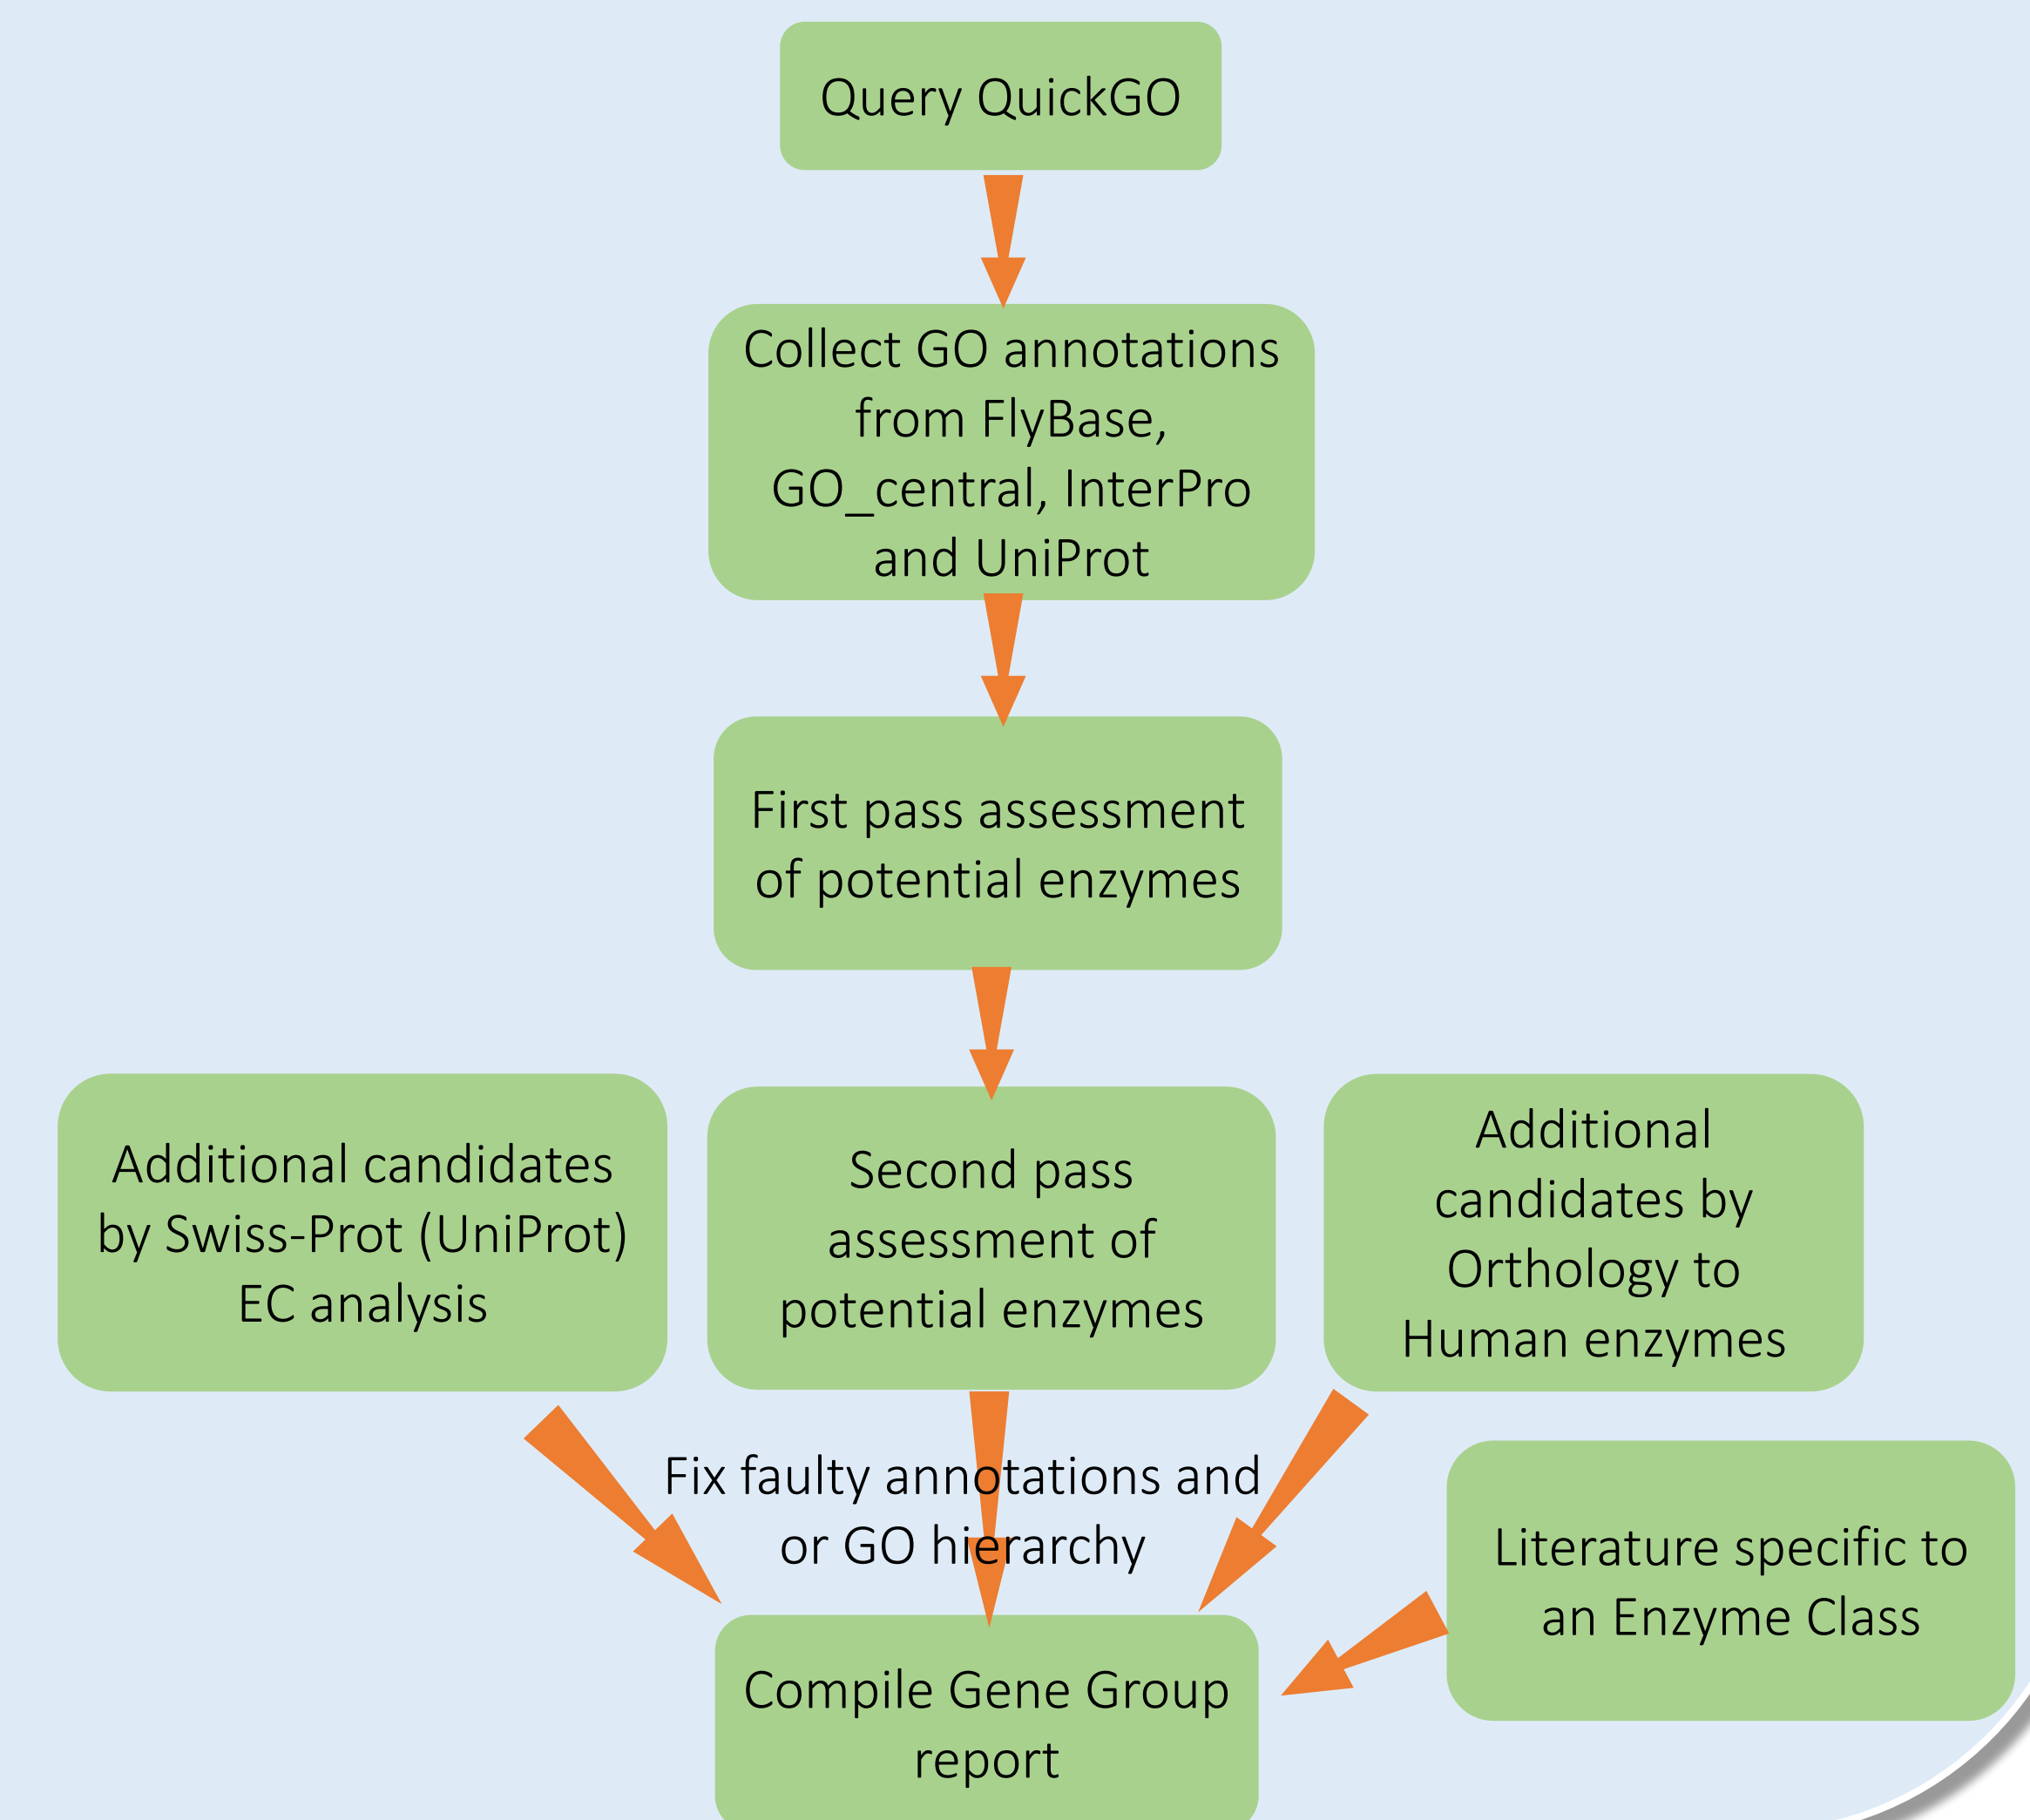 Query QuickGO
Collect GO annotations
from FlyBase,
GO_central, InterPro
and UniProt
First pass assessment
of potential enzymes
Additional candidates
by Swiss-Prot (UniProt)
EC analysis
Second pass
assessment of
potential enzymes
Additional
candidates by
Orthology to
Human enzymes
Fix faulty annotations and
or GO hierarchy
Literature specific to
an Enzyme Class
Compile Gene Group
report